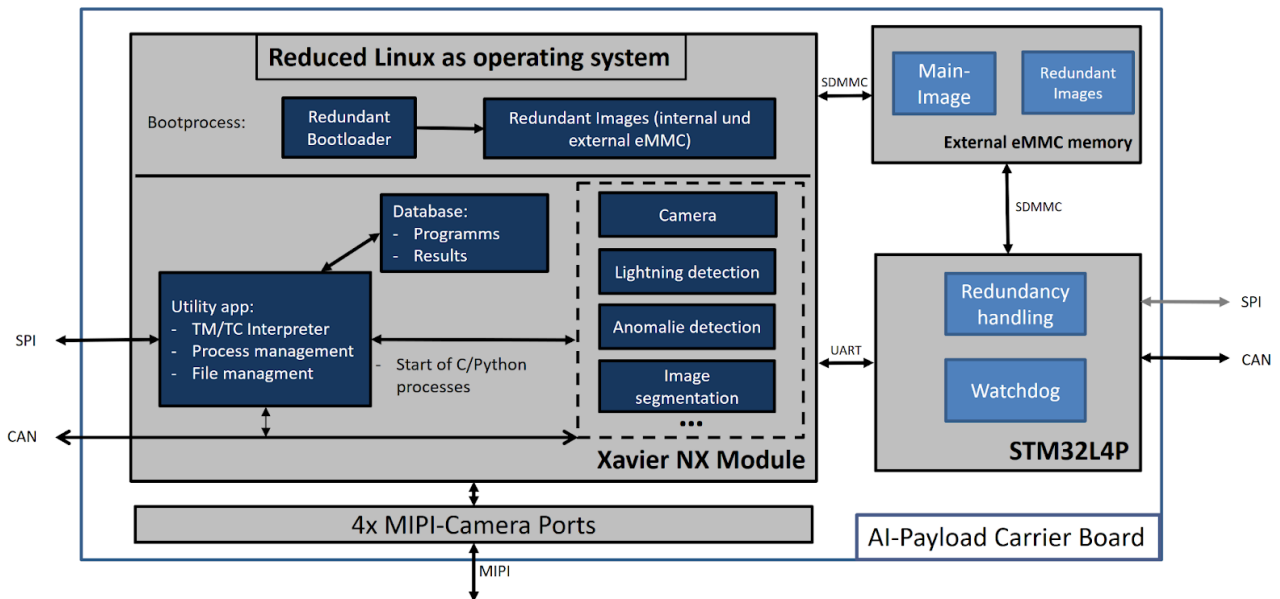 Reduced Linux as operating system
Bootprocess:
Redundant
Bootloader
Redundant Images (internal und
external eMMC)
SDMMC
Main-
Image
Redundant
Images
External eMMC memory
SDMMC
Database:
- Programms
- Results
Utility app:
- TM/TC Interpreter
- Process management
- File managment
- Start of C/Python
processes
SPI
CAN
Camera
Lightning detection
Anomalie detection
Image
segmentation
...
Xavier NX Module
UART
Redundancy
handling
Watchdog
STM32L4P
SPI
CAN
4x MIPI-Camera Ports
MIPI
AI-Payload Carrier Board